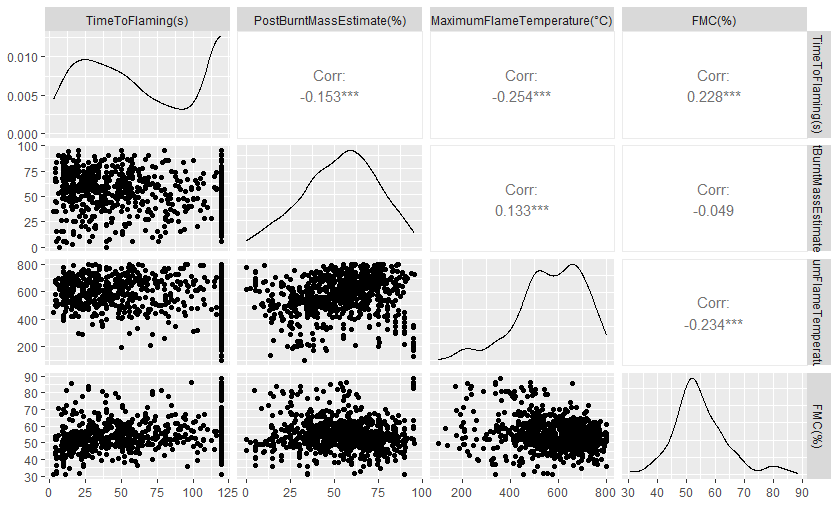 TimeToFlaming(s) PostBurntMassEstimate(%) MaximumFlameTemperature(°C) FMC(%)
0.010
0.005
0.000
Corr:
-0.153***
Corr:
-0.254***
Corr:
0.228***
TimeToFlaming(s)
100
75
50
25
0
Corr:
0.133***
Corr:
-0.049
tBurntMassEstimate
800
600
400
200
Corr:
-0.234***
umFlameTemperatu
90
80
70
60
50
40
30
FMC(%)
0 25 50 75 100 125 0 25 50 75 100 200 400 600 800 30 40 50 60 70 80 90